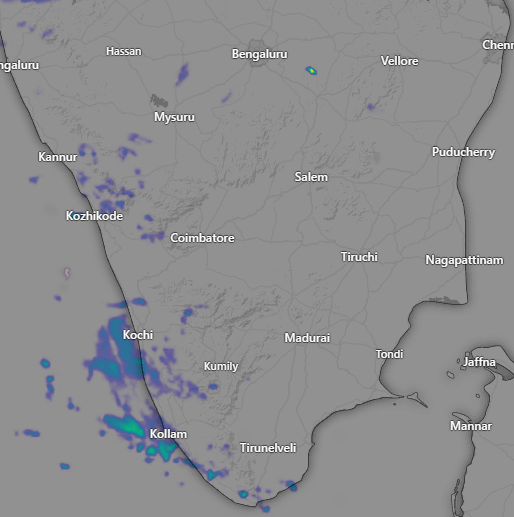 Hassan
Bengaluru
Chenn
ngaluru
Vellore
Mysuru
Kannur
Puducherry
Salem
Kozhikode
Coimbatore
Tiruchi
Nagapattinam
Kochi
Madurai
Tondi
Kumily
Jaffna
Mannar
Kollam
Tirunelveli